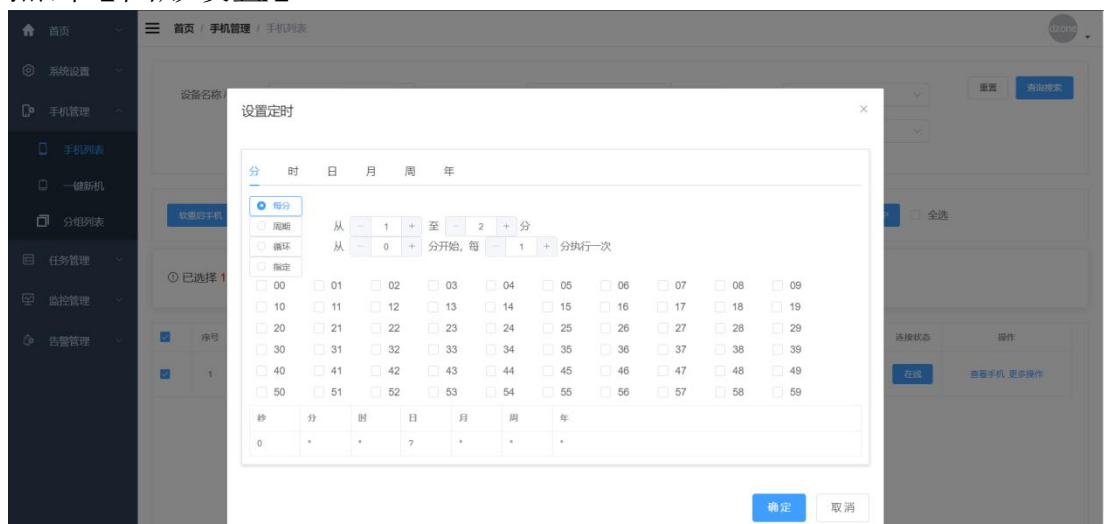 首页 首页 / 手机管理 / 手机列表 dzone
系统设置
设备名称 / 重置 查询搜索
手机管理
设置定时
手机列表
分 时 日 月 周 年
一键新机
每分
分组列表 软重启手机 周期 从 - 1 + 至 - 2 + 分 全选
循环 从 - 0 + 分开始, 每 - 1 + 分执行一次
任务管理 指定
已选择 1
00 01 02 03 04 05 06 07 08 09
监控管理
10 11 12 13 14 15 16 17 18 19
20 21 22 23 24 25 26 27 28 29
告警管理 序号 连接状态 操作
30 31 32 33 34 35 36 37 38 39
1 40 41 42 43 44 45 46 47 48 49 在线 查看手机 更多操作
50 51 52 53 54 55 56 57 58 59
秒 分 时 日 月 周 年
0 * * ? * * *
确定 取消